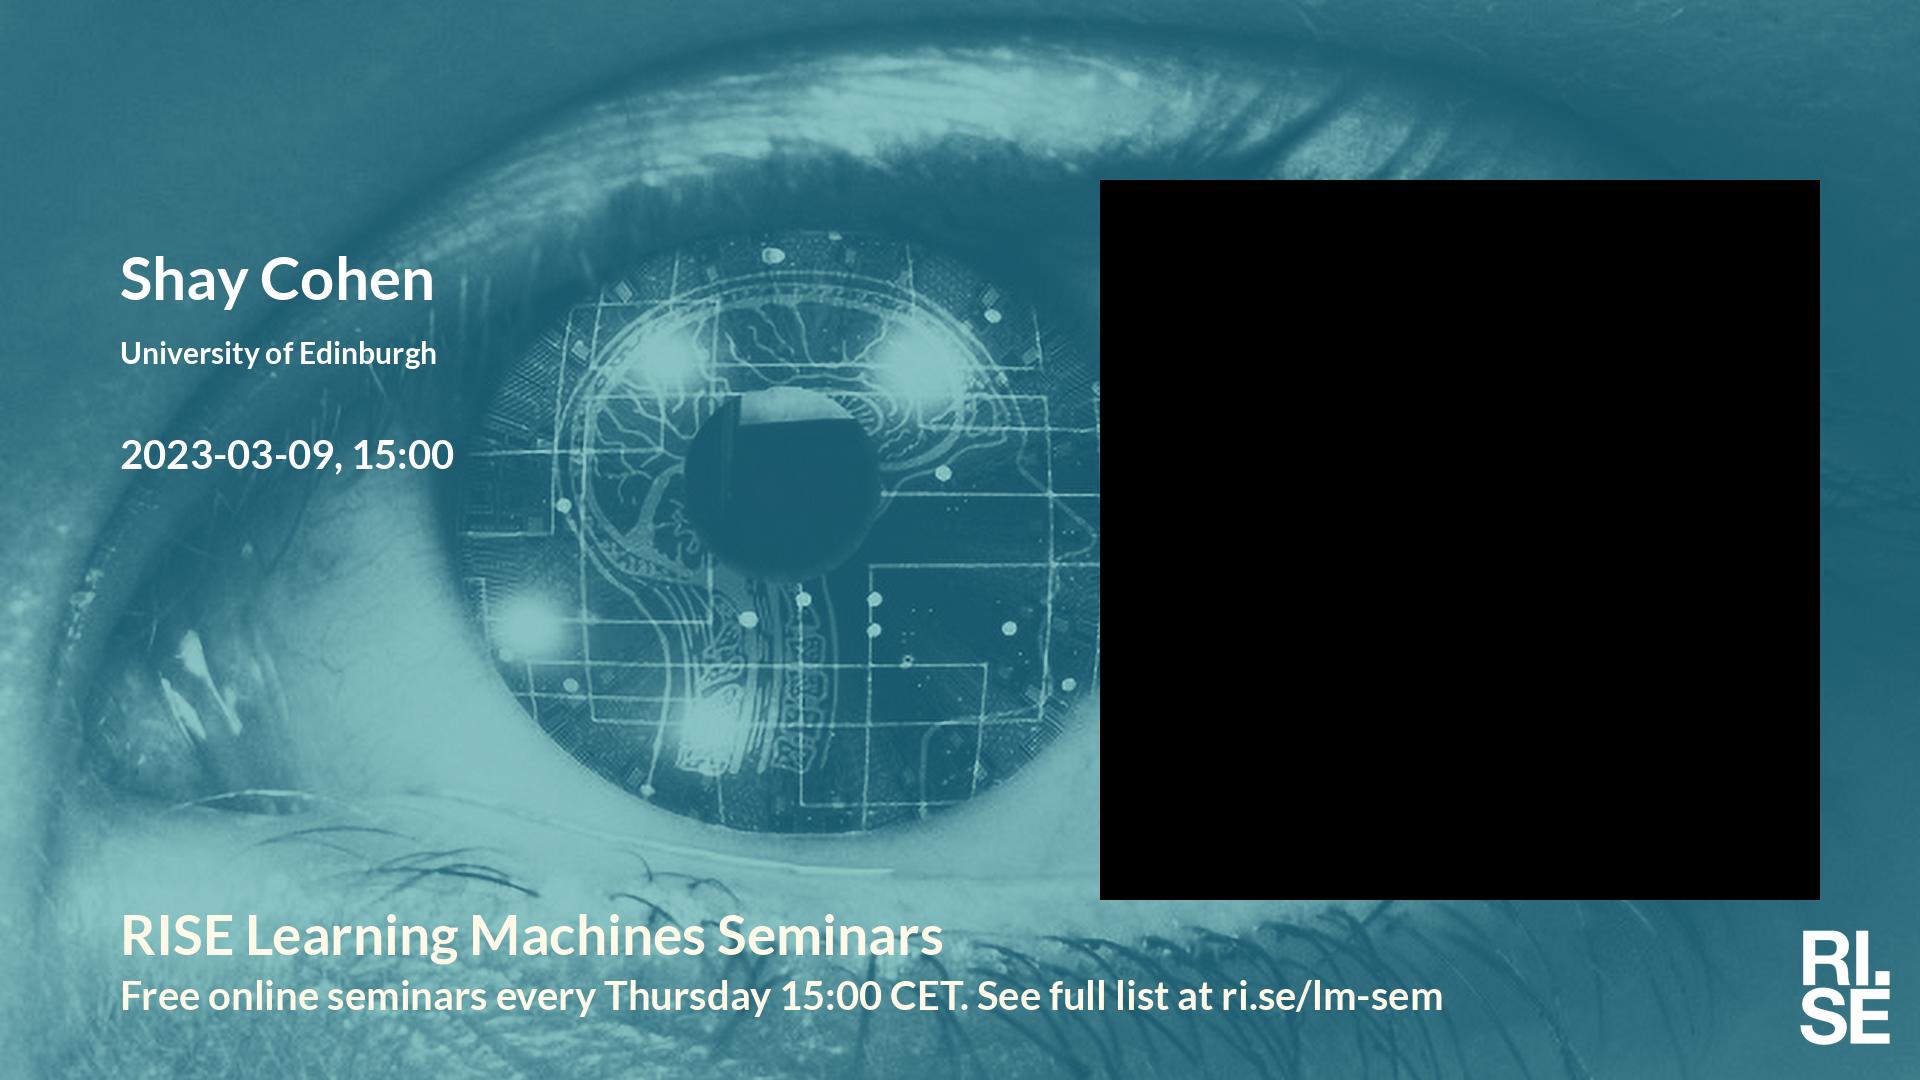 Shay Cohen
University of Edinburgh
2023-03-09, 15:00
RISE Learning Machines Seminars
Free online seminars every Thursday 15:00 CET. See full list at ri.se/lm-sem
RI.
SE